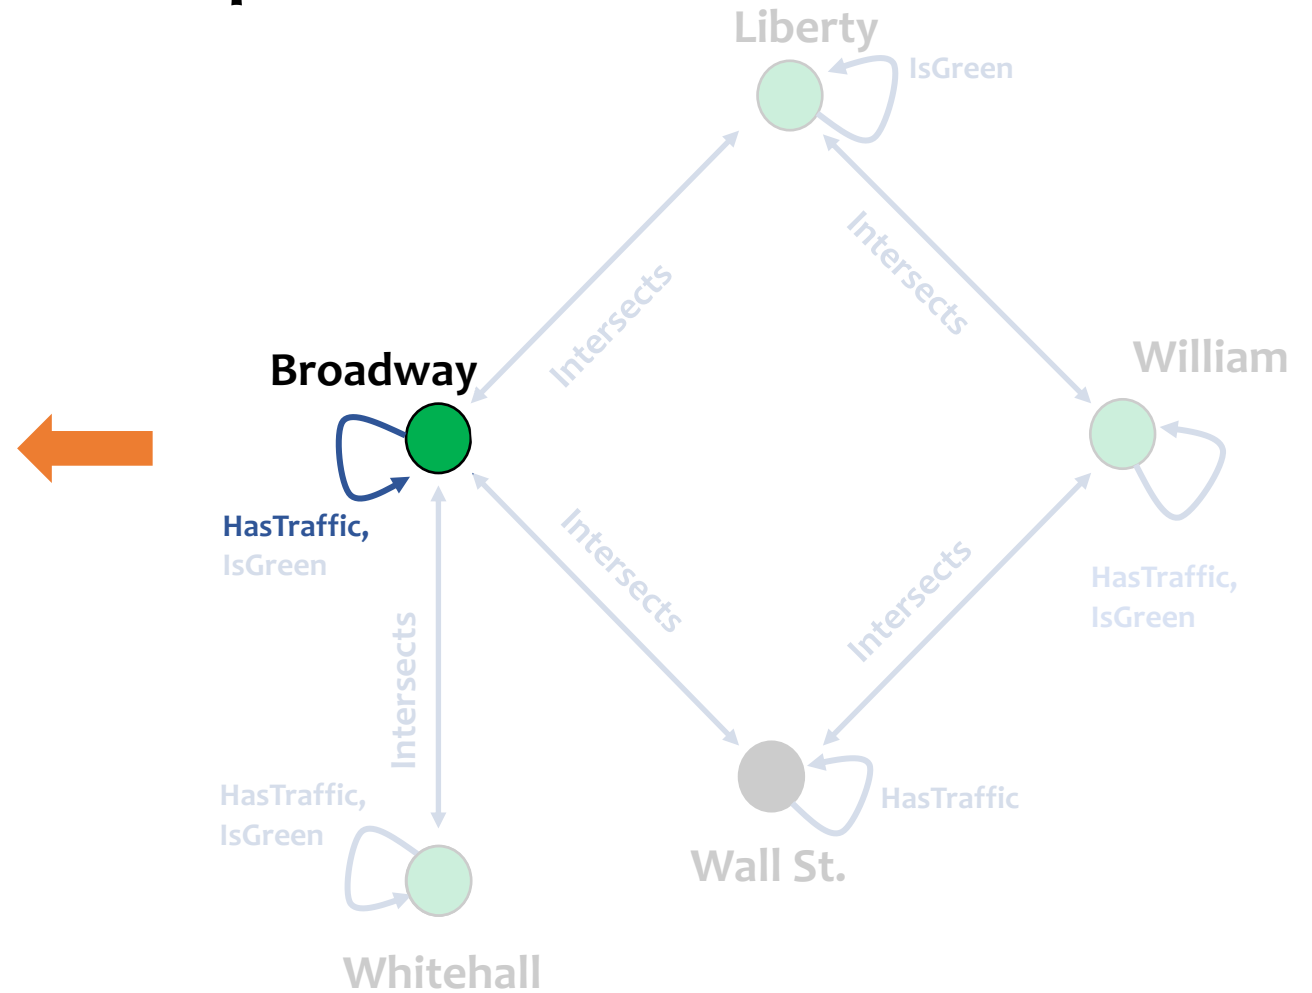 Liberty
IsGreen
Intersects
Intersects
Broadway
William
HasTraffic,
IsGreen
Intersects
Intersects
HasTraffic,
IsGreen
Intersects
HasTraffic,
IsGreen
HasTraffic
Wall St.
Whitehall